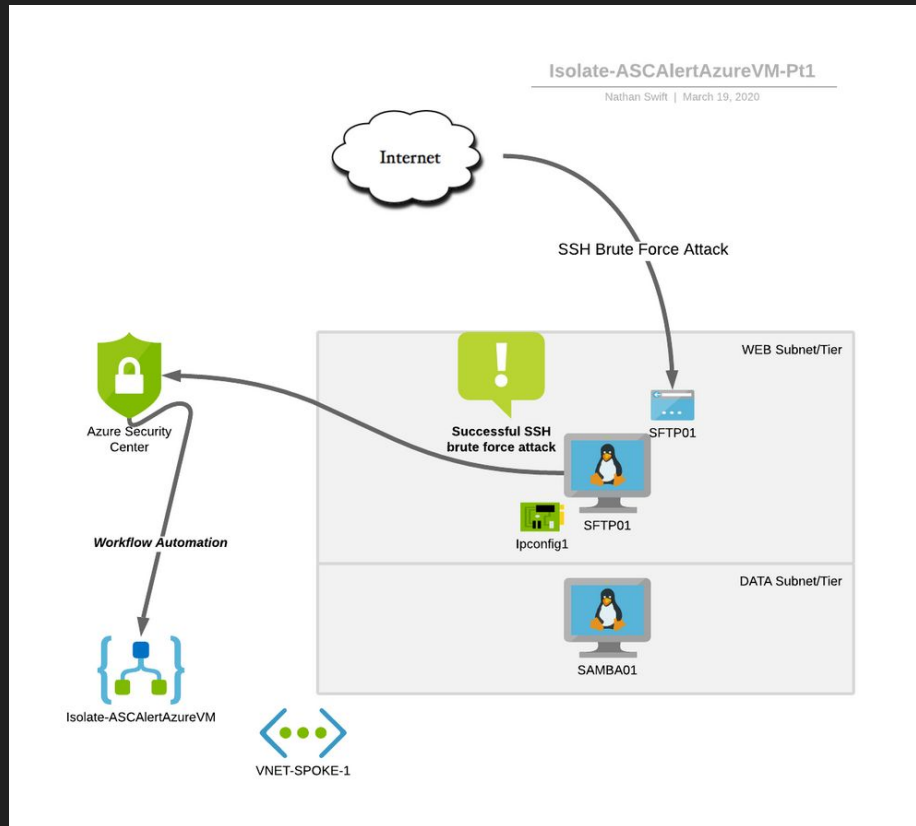 Isolate-ASCAlertAzureVM-Pt1
Nathan Swift | March 19, 2020
Internet
SSH Brute Force Attack
WEB Subnet/Tier
Azure Security
Center
Successful SSH
brute force attack
SFTP01
SFTP01
Ipconfig1
Workflow Automation
DATA Subnet/Tier
SAMBA01
Isolate-ASCAlertAzureVM
VNET-SPOKE-1